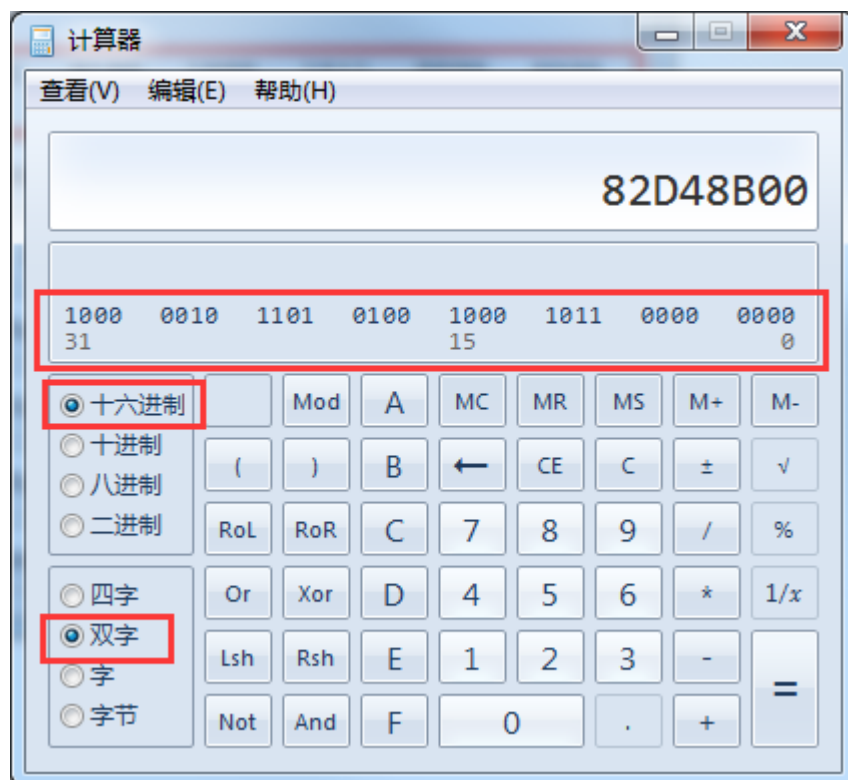 计算器
查看(V) 编辑(E) 帮助(H)
82D48B00
1000 0010 1101 0100 1000 1011 0000 0000
31 15 0
十六进制 Mod A MC MR MS M+ M-
十进制
( ) B ← CE C ± √
八进制
二进制 RoL RoR C 7 8 9 / %
四字 Or Xor D 4 5 6 * 1/x
双字
Lsh Rsh E 1 2 3 - =
字
字节 Not And F 0 . +